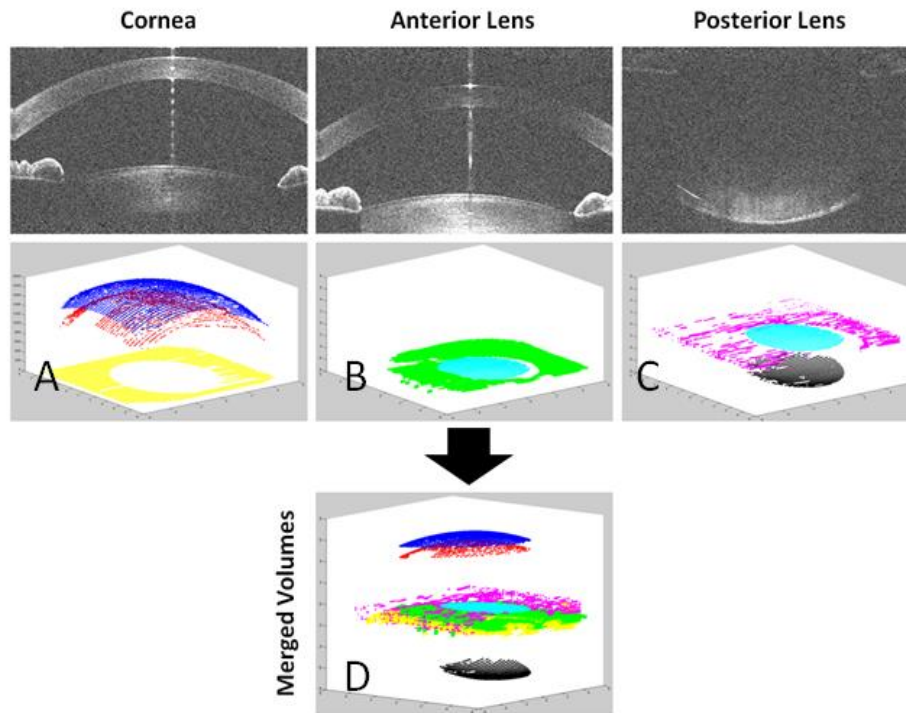 Cornea
Anterior Lens
Posterior Lens
A
B
C
Merged Volumes
D